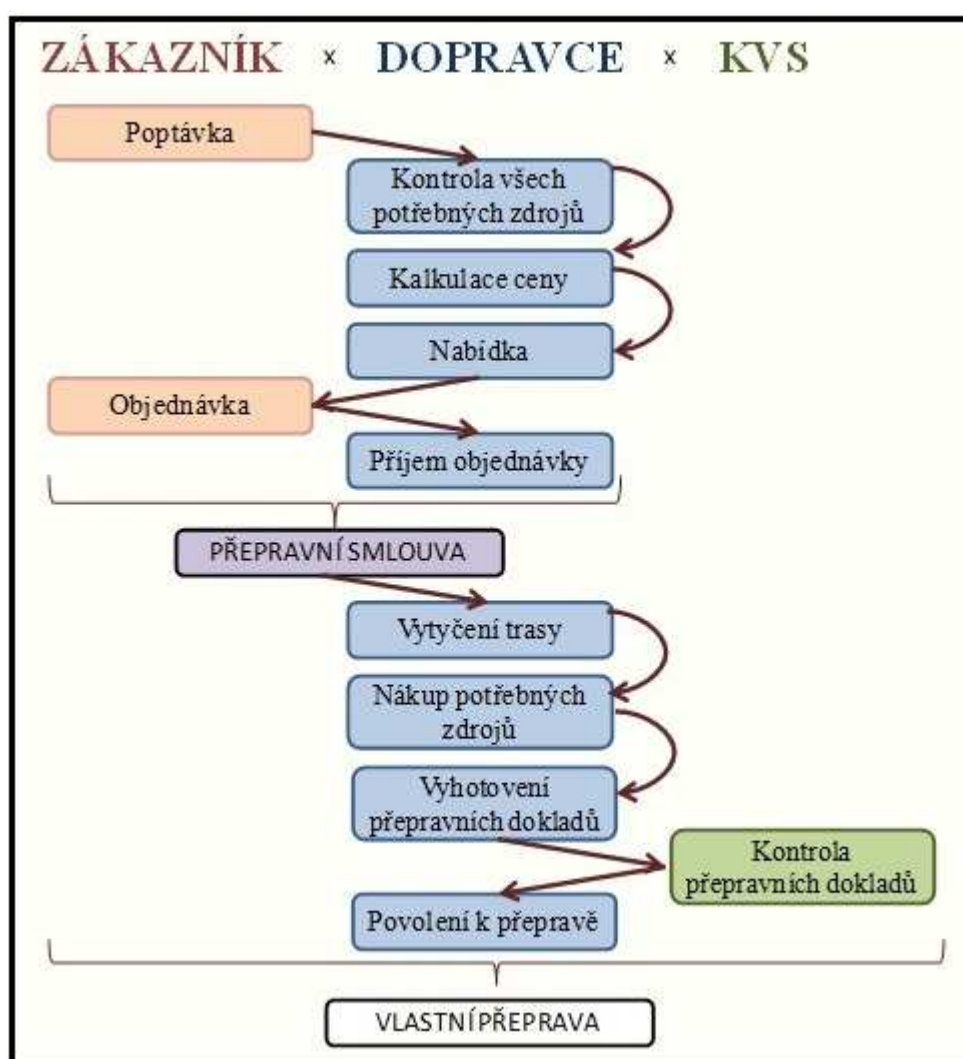 ZÁKAZNÍK x DOPRAVCE x KVS
Poptávka
Kontrola všech
potřebných zdrojů
Kalkulace ceny
Nabídka
Objednávka
Příjem objednávky
PŘEPRAVNÍ SMLOUVA
Vytyčení trasy
Nákup potřebných
zdrojů
Vyhotovení
přepravních dokladů
Kontrola
přepravních dokladů
Povolení k přepravě
VLASTNÍ PŘEPRAVA